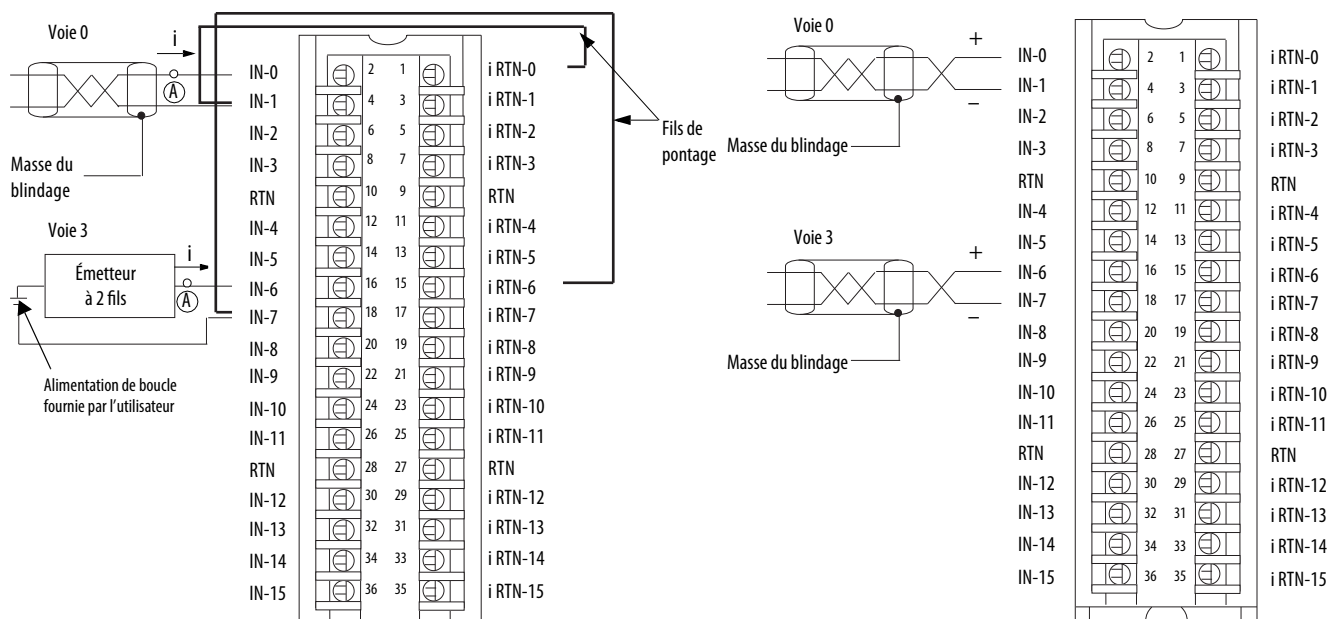 Voie 0
i
A
Masse du
blindage
Voie 3
i
Émetteur
à 2 fils
A
Alimentation de boucle
fournie par l’utilisateur
Fils de
pontage
IN-0 2 1 i RTN-0
IN-1 4 3 i RTN-1
IN-2 6 5 i RTN-2
IN-3 8 7 i RTN-3
RTN 10 9 RTN
IN-4 12 11 i RTN-4
IN-5 14 13 i RTN-5
IN-6 16 15 i RTN-6
IN-7 18 17 i RTN-7
IN-8 20 19 i RTN-8
IN-9 22 21 i RTN-9
IN-10 24 23 i RTN-10
IN-11 26 25 i RTN-11
RTN 28 27 RTN
IN-12 30 29 i RTN-12
IN-13 32 31 i RTN-13
IN-14 34 33 i RTN-14
IN-15 36 35 i RTN-15
Voie 0
+
–
Masse du blindage
Voie 3
+
–
Masse du blindage
IN-0 2 1 i RTN-0
IN-1 4 3 i RTN-1
IN-2 6 5 i RTN-2
IN-3 8 7 i RTN-3
RTN 10 9 RTN
IN-4 12 11 i RTN-4
IN-5 14 13 i RTN-5
IN-6 16 15 i RTN-6
IN-7 18 17 i RTN-7
IN-8 20 19 i RTN-8
IN-9 22 21 i RTN-9
IN-10 24 23 i RTN-10
IN-11 26 25 i RTN-11
RTN 28 27 RTN
IN-12 30 29 i RTN-12
IN-13 32 31 i RTN-13
IN-14 34 33 i RTN-14
IN-15 36 35 i RTN-15